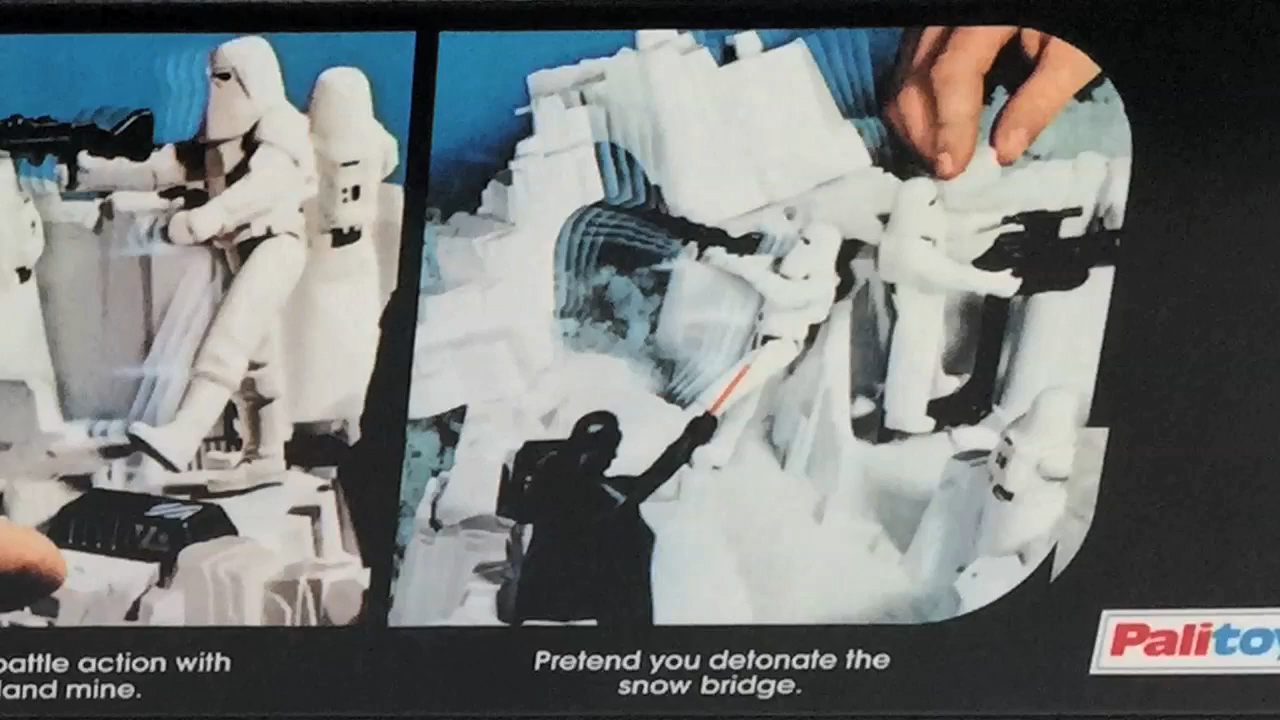 battle action with
land mine.
Pretend you detonate the
snow bridge.
Palitoy